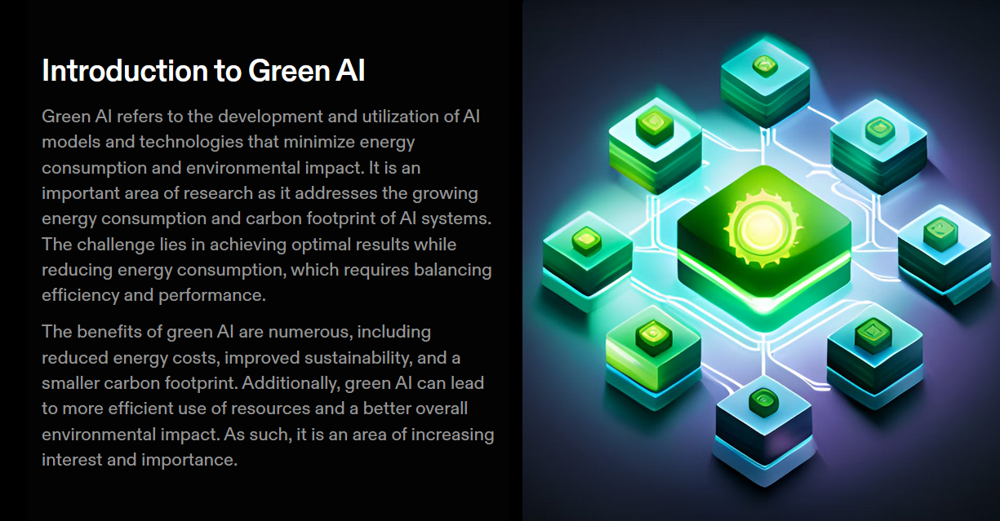 Introduction to Green AI
Green AI refers to the development and utilization of AI
models and technologies that minimize energy
consumption and environmental impact. It is an
important area of research as it addresses the growing
energy consumption and carbon footprint of AI systems.
The challenge lies in achieving optimal results while
reducing energy consumption, which requires balancing
efficiency and performance.
The benefits of green AI are numerous, including
reduced energy costs, improved sustainability, and a
smaller carbon footprint. Additionally, green AI can lead
to more efficient use of resources and a better overall
environmental impact. As such, it is an area of increasing
interest and importance.